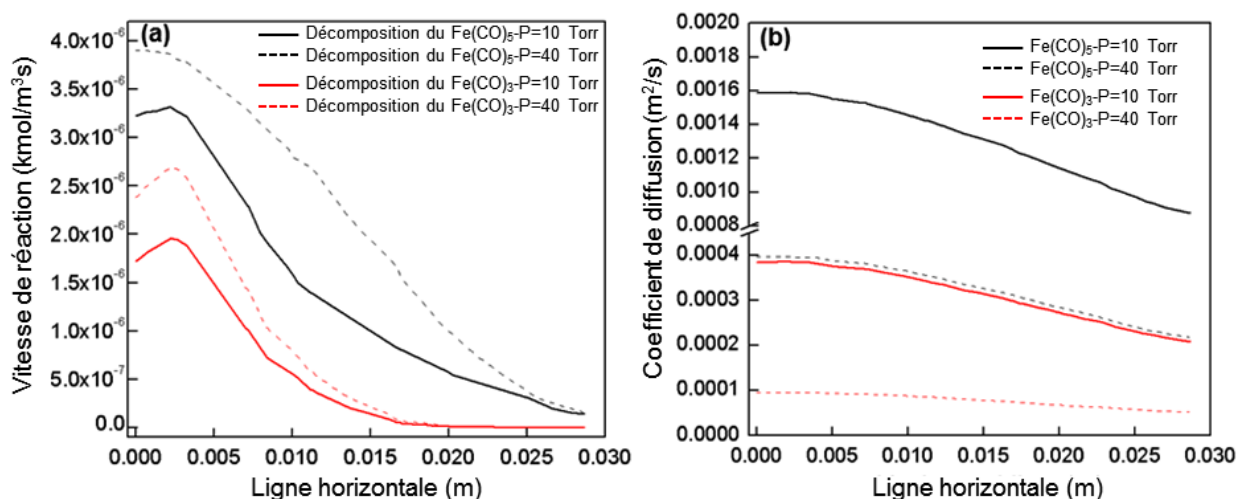 (a)
Décomposition du Fe(CO)₅-P=10 Torr
Décomposition du Fe(CO)₅-P=40 Torr
Décomposition du Fe(CO)₃-P=10 Torr
Décomposition du Fe(CO)₃-P=40 Torr
Vitesse de réaction (kmol/m³s)
4.0x10⁻⁶
3.5x10⁻⁶
3.0x10⁻⁶
2.5x10⁻⁶
2.0x10⁻⁶
1.5x10⁻⁶
1.0x10⁻⁶
5.0x10⁻⁷
0.0
0.000 0.005 0.010 0.015 0.020 0.025 0.030
Ligne horizontale (m)
(b)
Fe(CO)₅-P=10 Torr
Fe(CO)₅-P=40 Torr
Fe(CO)₃-P=10 Torr
Fe(CO)₃-P=40 Torr
Coefficient de diffusion (m²/s)
0.0020
0.0018
0.0016
0.0014
0.0012
0.0010
0.0008
0.0004
0.0003
0.0002
0.0001
0.0000
0.000 0.005 0.010 0.015 0.020 0.025 0.030
Ligne horizontale (m)